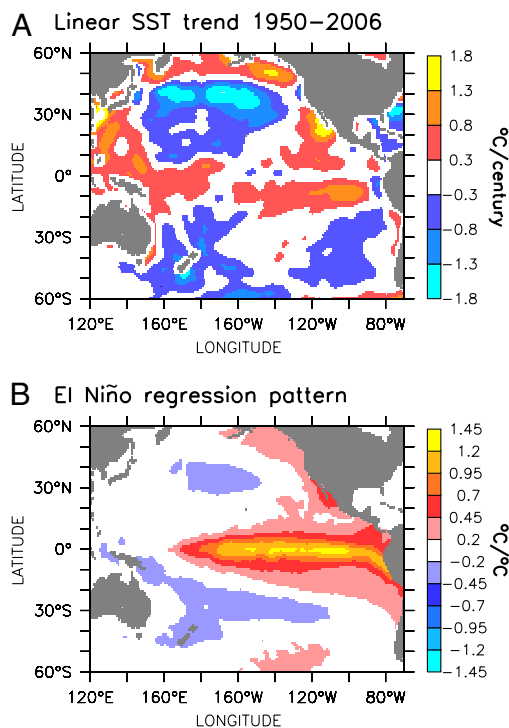 A Linear SST trend 1950–2006
60°N
30°N
0°
30°S
60°S
LATITUDE
120°E 160°E 160°W 120°W 80°W
LONGITUDE
1.8
1.3
0.8
0.3
−0.3
−0.8
−1.3
−1.8
°C/century
B El Niño regression pattern
60°N
30°N
0°
30°S
60°S
LATITUDE
120°E 160°E 160°W 120°W 80°W
LONGITUDE
1.45
1.2
0.95
0.7
0.45
0.2
−0.2
−0.45
−0.7
−0.95
−1.2
−1.45
°C/°C